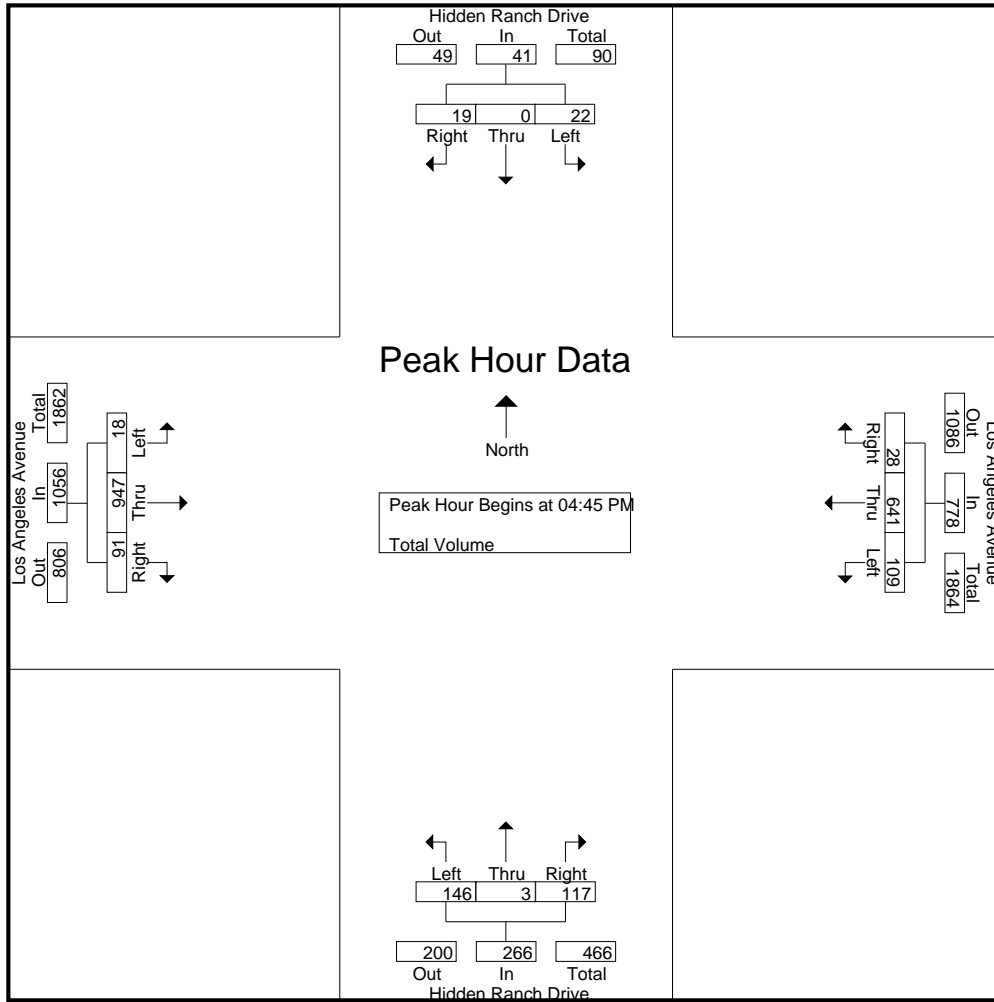 Hidden Ranch Drive
Out In Total
49 41 90
19 0 22
Right Thru Left
Peak Hour Data
North
Peak Hour Begins at 04:45 PM
Total Volume
Los Angeles Avenue
Out In Total
806 1056 1862
91 947 18
Right Thru Left
Los Angeles Avenue
Out In Total
1086 778 1864
28 641 109
Right Thru Left
Left Thru Right
146 3 117
200 266 466
Out In Total
Hidden Ranch Drive